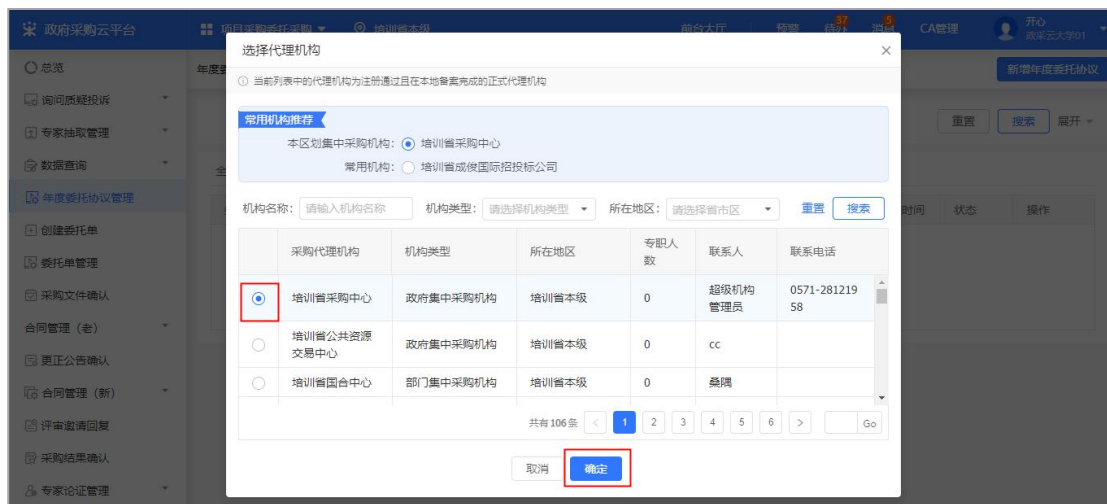 政府采购云平台
项目采购委托采购
培训省本级
前台大厅
预警
待办
37
消息
5
CA管理
开心
政采云大学01
总览
询问质疑投诉
专家抽取管理
数据查询
年度委托协议管理
创建委托单
委托单管理
采购文件确认
合同管理（老）
更正公告确认
合同管理（新）
评审邀请回复
采购结果确认
专家论证管理
新增年度委托协议
重置
搜索
展开
时间
状态
操作
选择代理机构
当前列表中的代理机构为注册通过且在本地备案完成的正式代理机构
常用机构推荐
本区划集中采购机构: 培训省采购中心
常用机构: 培训省成俊国际招投标公司
机构名称: 请输入机构名称 机构类型: 请选择机构类型 所在地区: 请选择省市区 重置 搜索
采购代理机构 机构类型 所在地区 专职人数 联系人 联系电话
培训省采购中心 政府集中采购机构 培训省本级 0 超级机构管理员 0571-28121958
培训省公共资源交易中心 政府集中采购机构 培训省本级 0 cc
培训省国合中心 部门集中采购机构 培训省本级 0 桑隅
共有106条 < 1 2 3 4 5 6 > Go
取消 确定